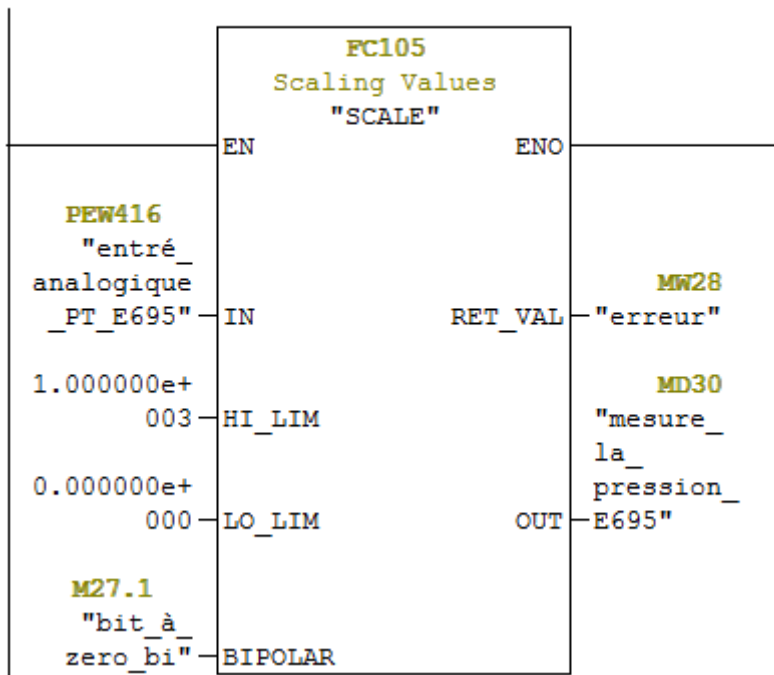 FC105
Scaling Values
"SCALE"
EN ENO
PEW416
"entré_
analogique MW28
_PT_E695" IN RET_VAL "erreur"
1.000000e+ MD30
003 HI_LIM "mesure_
la_
0.000000e+ pression_
000 LO_LIM OUT E695"
M27.1
"bit_à_
zero_bi" BIPOLAR